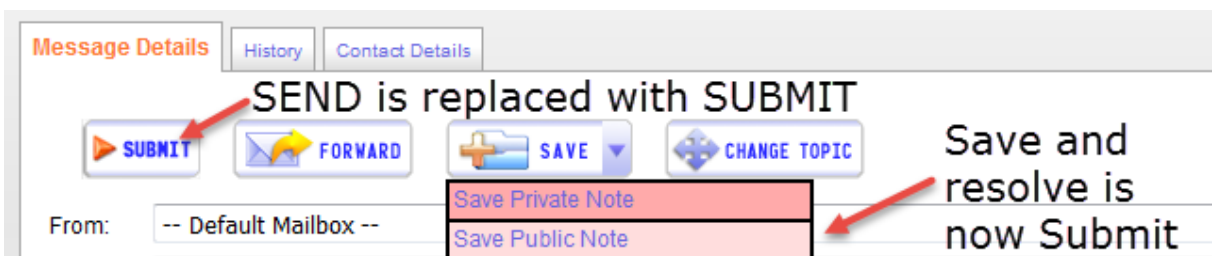 Message Details History Contact Details
SEND is replaced with SUBMIT
SUBMIT FORWARD SAVE CHANGE TOPIC
Save and
resolve is
now Submit
Save Private Note
From: -- Default Mailbox --
Save Public Note